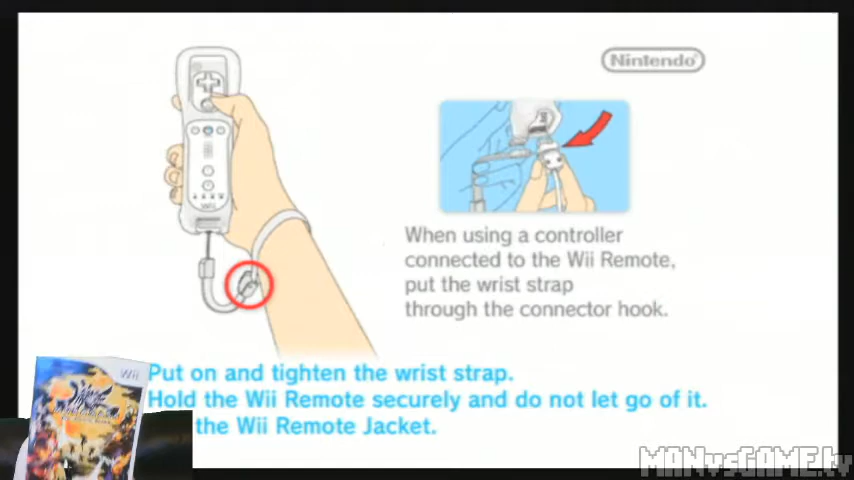 Nintendo®
When using a controller
connected to the Wii Remote,
put the wrist strap
through the connector hook.
Put on and tighten the wrist strap.
Hold the Wii Remote securely and do not let go of it.
the Wii Remote Jacket.
Wii
Wii
MANvsGAME.tv